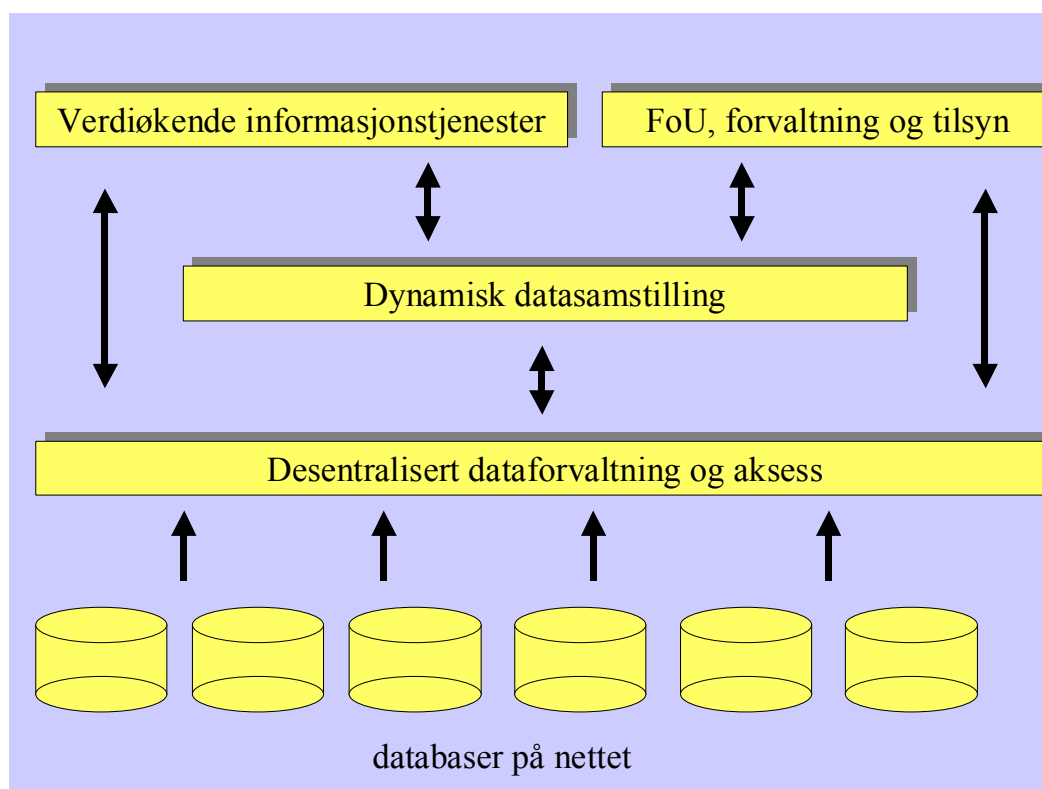 Verdiøkende informasjonstjenester
FoU, forvaltning og tilsyn
Dynamisk datasamstilling
Desentralisert dataforvaltning og aksess
databaser på nettet